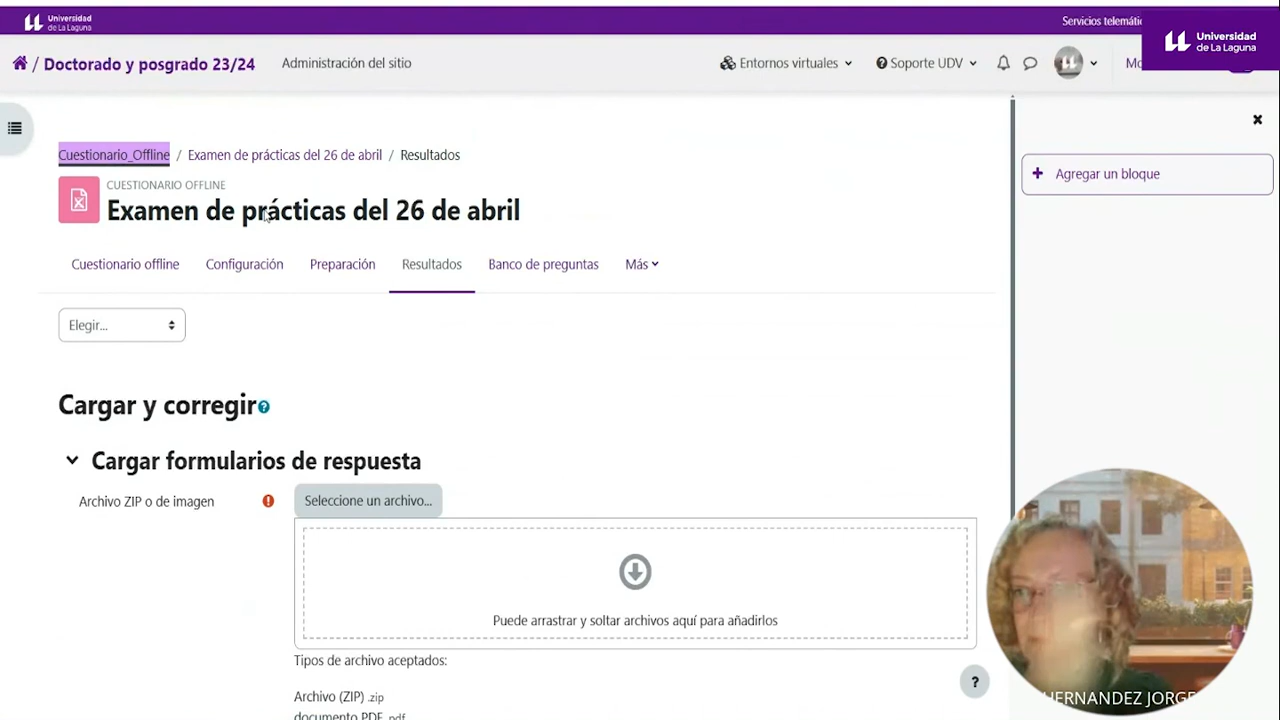 Universidad
de La Laguna
Servicios telemátic
Universidad
de La Laguna
/ Doctorado y posgrado 23/24
Administración del sitio
Entornos virtuales
Soporte UDV
Mo
Cuestionario_Offline / Examen de prácticas del 26 de abril / Resultados
CUESTIONARIO OFFLINE
Examen de prácticas del 26 de abril
+ Agregar un bloque
Cuestionario offline
Configuración
Preparación
Resultados
Banco de preguntas
Más
Elegir...
Cargar y corregir
Cargar formularios de respuesta
Archivo ZIP o de imagen
Seleccione un archivo...
Puede arrastrar y soltar archivos aquí para añadirlos
Tipos de archivo aceptados:
Archivo (ZIP) .zip
documento PDF .pdf
?
HERNANDEZ JORGE